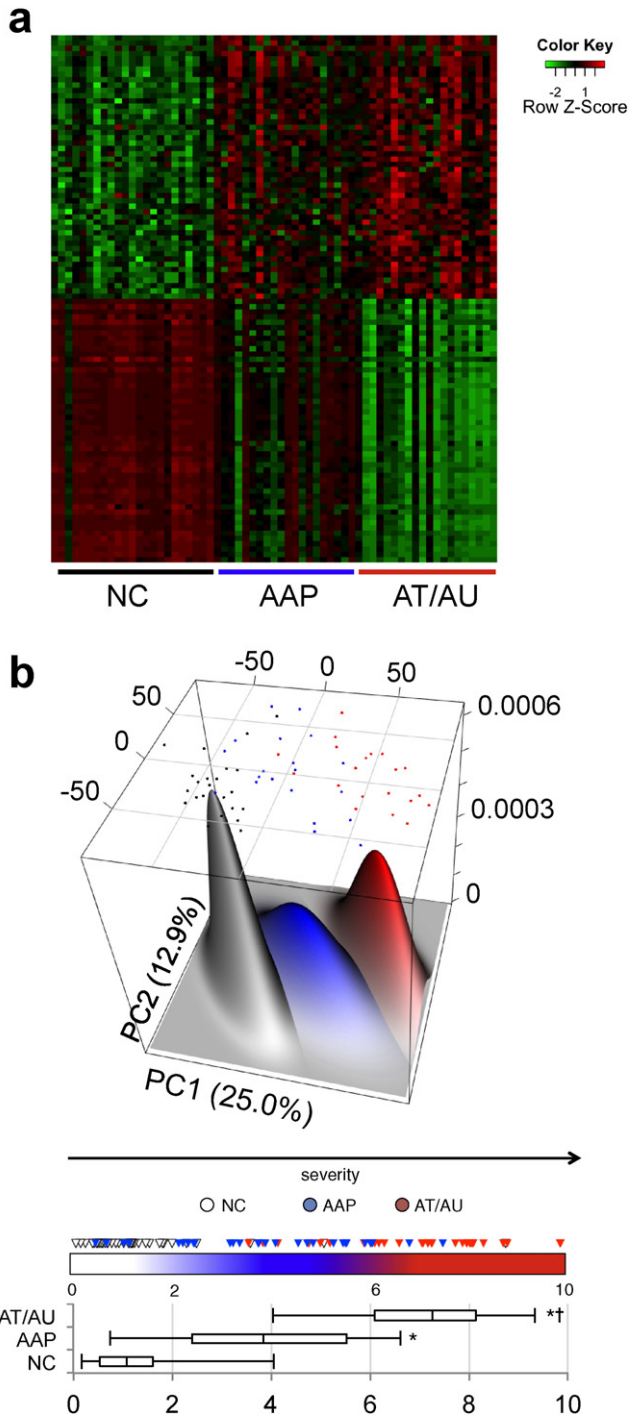 a
Color Key
-2 1
Row Z-Score
NC AAP AT/AU
b
-50 0 50
50
0
-50
0.0006
0.0003
0
PC2 (12.9%)
PC1 (25.0%)
severity
NC AAP AT/AU
0 2 6 10
AT/AU *†
AAP *
NC
0 2 4 6 8 10